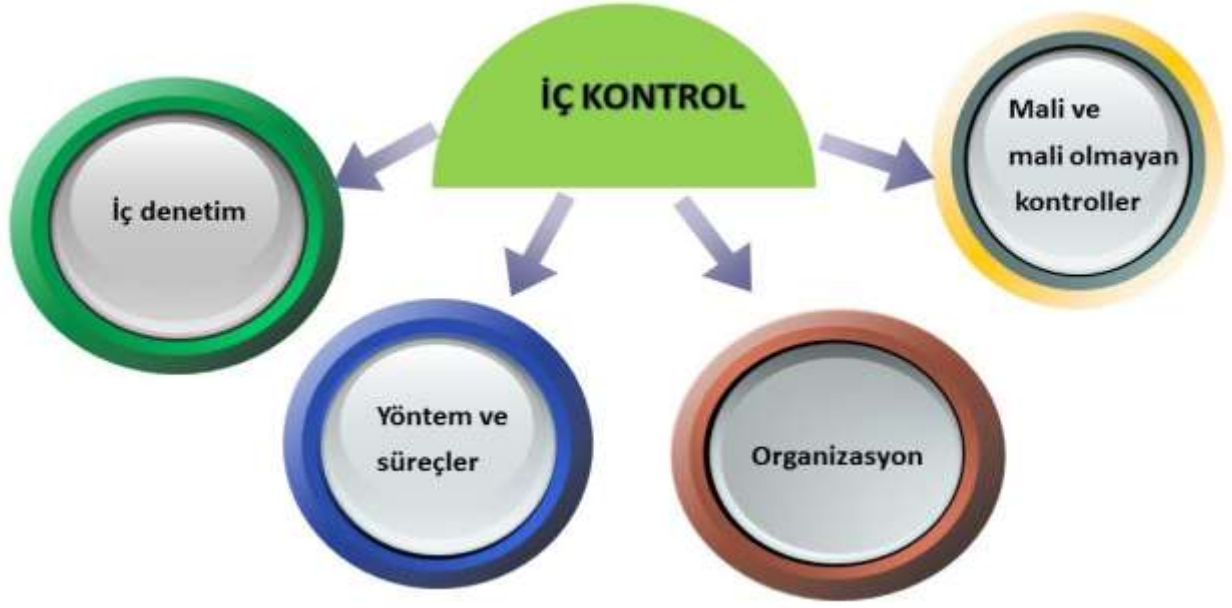 İÇ KONTROL
İç denetim
Yöntem ve
süreçler
Organizasyon
Mali ve
mali olmayan
kontroller